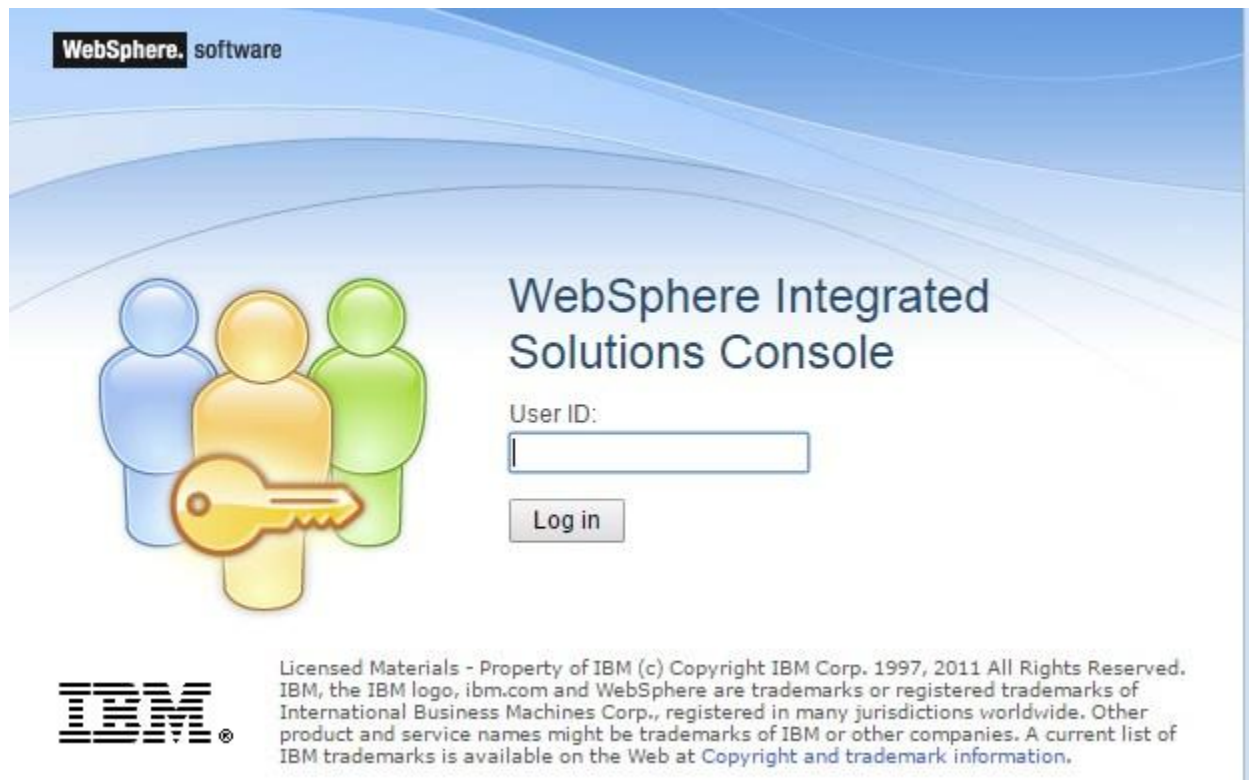 WebSphere. software
WebSphere Integrated
Solutions Console
User ID:
Log in
IBM®
Licensed Materials - Property of IBM (c) Copyright IBM Corp. 1997, 2011 All Rights Reserved.
IBM, the IBM logo, ibm.com and WebSphere are trademarks or registered trademarks of
International Business Machines Corp., registered in many jurisdictions worldwide. Other
product and service names might be trademarks of IBM or other companies. A current list of
IBM trademarks is available on the Web at Copyright and trademark information.